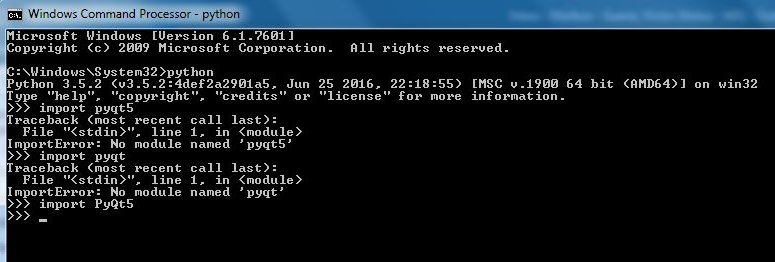 Windows Command Processor - python
Microsoft Windows [Version 6.1.7601]
Copyright (c) 2009 Microsoft Corporation.  All rights reserved.
C:\Windows\System32>python
Python 3.5.2 (v3.5.2:4def2a2901a5, Jun 25 2016, 22:18:55) [MSC v.1900 64 bit (AMD64)] on win32
Type "help", "copyright", "credits" or "license" for more information.
>>> import pyqt5
Traceback (most recent call last):
  File "<stdin>", line 1, in <module>
ImportError: No module named 'pyqt5'
>>> import pyqt
Traceback (most recent call last):
  File "<stdin>", line 1, in <module>
ImportError: No module named 'pyqt'
>>> import PyQt5
>>> _